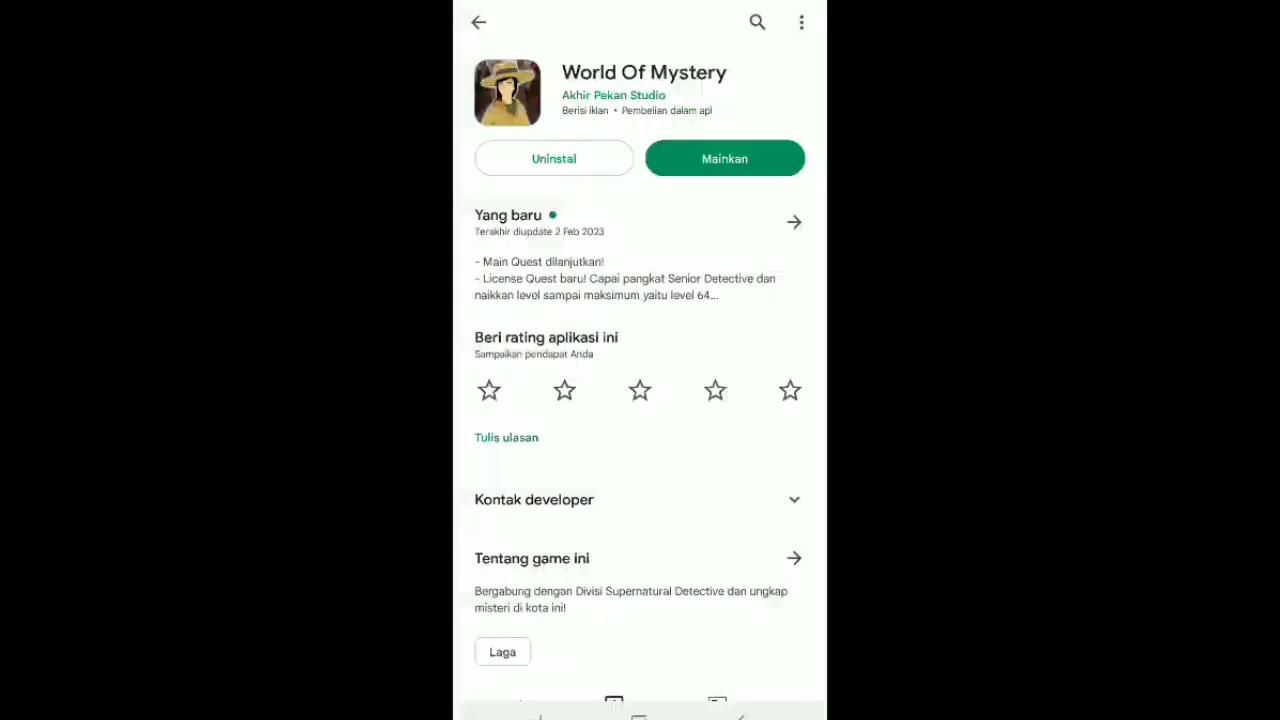 World Of Mystery
Akhir Pekan Studio
Berisi iklan • Pembelian dalam apl
Uninstal
Mainkan
Yang baru
Terakhir diupdate 2 Feb 2023
- Main Quest dilanjutkan!
- License Quest baru! Capai pangkat Senior Detective dan
naikkan level sampai maksimum yaitu level 64...
Beri rating aplikasi ini
Sampaikan pendapat Anda
Tulis ulasan
Kontak developer
Tentang game ini
Bergabung dengan Divisi Supernatural Detective dan ungkap
misteri di kota ini!
Laga